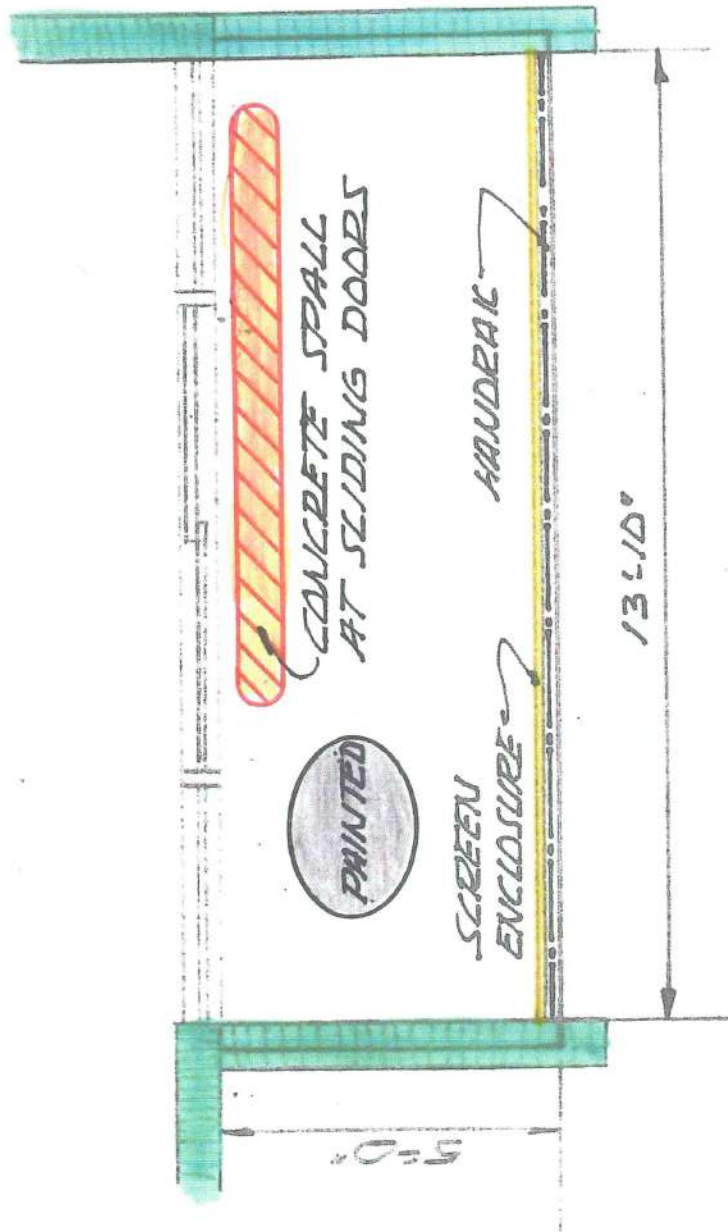 CONCRETE SPALL
AT SLIDING DOORS
PAINTED
SCREEN
ENCLOSURE
HANDRAIL
13'-10"
5'-0"